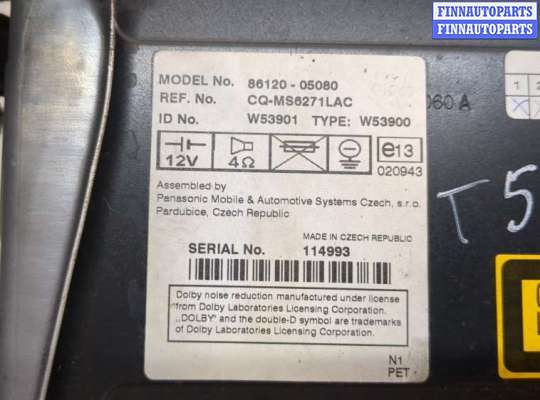 FINNAUTOPARTS
FINNAUTOPARTS
MODEL No. 86120 - 05080
REF. No. CQ-MS6271LAC
ID No. W53901 TYPE: W53900
060 A
1 2
12V 4Ω e13
020943
Assembled by
Panasonic Mobile & Automotive Systems Czech, s.r.o.
Pardubice, Czech Republic
T5
MADE IN CZECH REPUBLIC
SERIAL No. 114993
Dolby noise reduction manufactured under license
from Dolby Laboratories Licensing Corporation.
„DOLBY" and the double-D symbol are trademarks
of Dolby Laboratories Licensing Corporation.
N1
PET